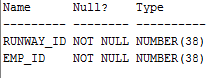 Name      Null?    Type
--------- -------- ----------
RUNWAY_ID NOT NULL NUMBER(38)
EMP_ID    NOT NULL NUMBER(38)